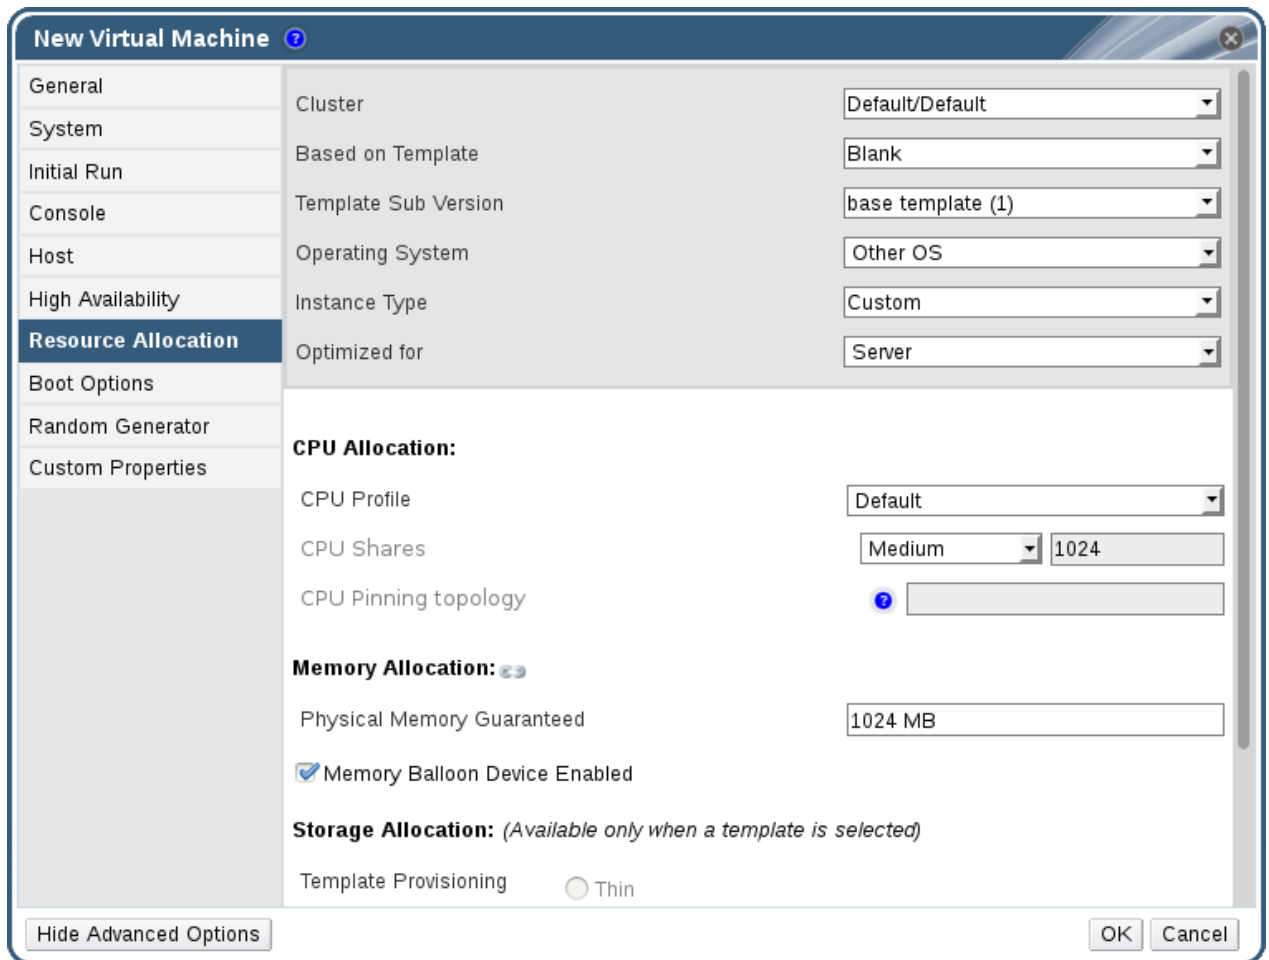 New Virtual Machine ?
General
System
Initial Run
Console
Host
High Availability
Resource Allocation
Boot Options
Random Generator
Custom Properties
Cluster Default/Default
Based on Template Blank
Template Sub Version base template (1)
Operating System Other OS
Instance Type Custom
Optimized for Server
CPU Allocation:
CPU Profile Default
CPU Shares Medium 1024
CPU Pinning topology ?
Memory Allocation:
Physical Memory Guaranteed 1024 MB
Memory Balloon Device Enabled
Storage Allocation: (Available only when a template is selected)
Template Provisioning Thin
Hide Advanced Options OK Cancel